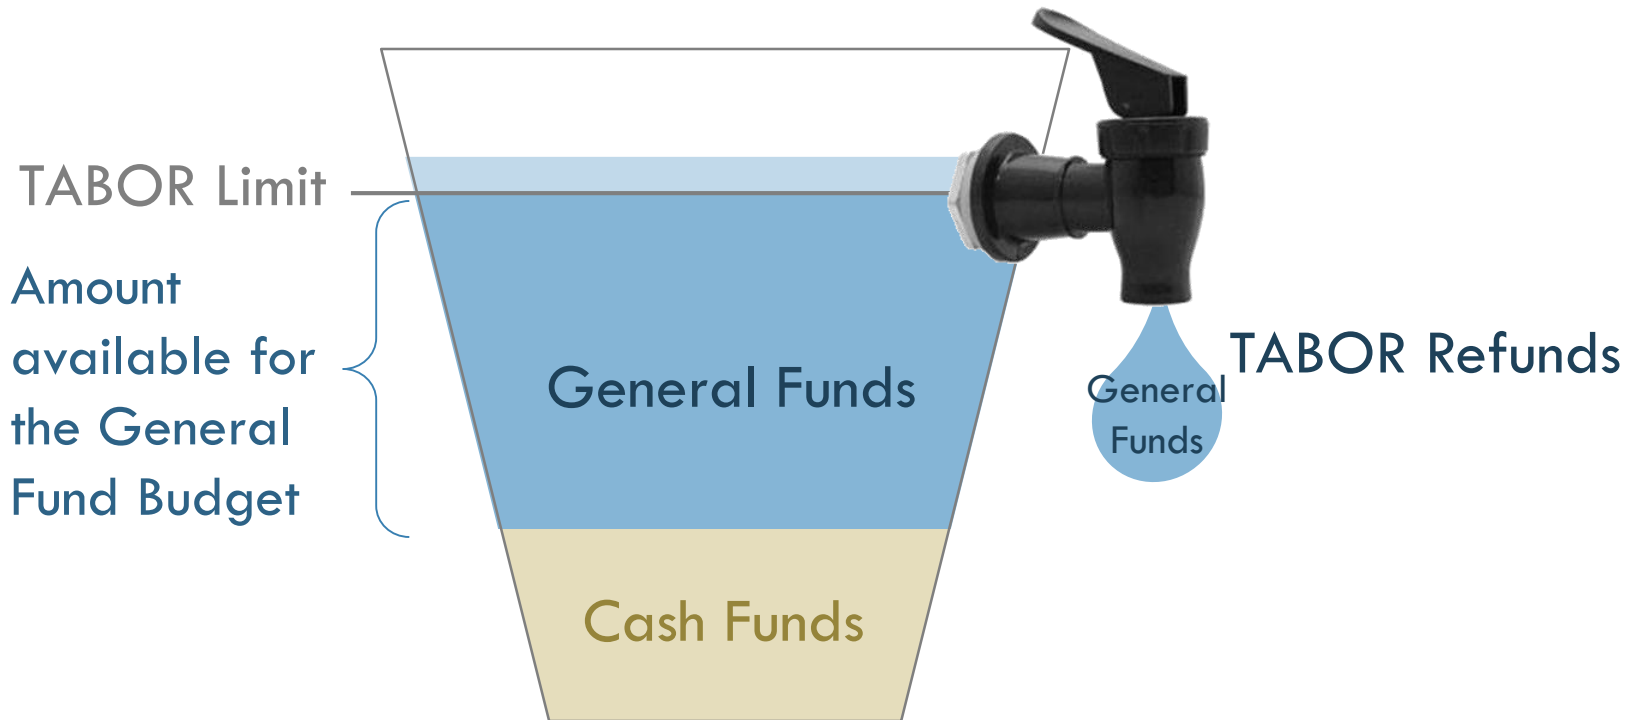 TABOR Limit
Amount
available for
the General
Fund Budget
General Funds
Cash Funds
TABOR Refunds
General
Funds